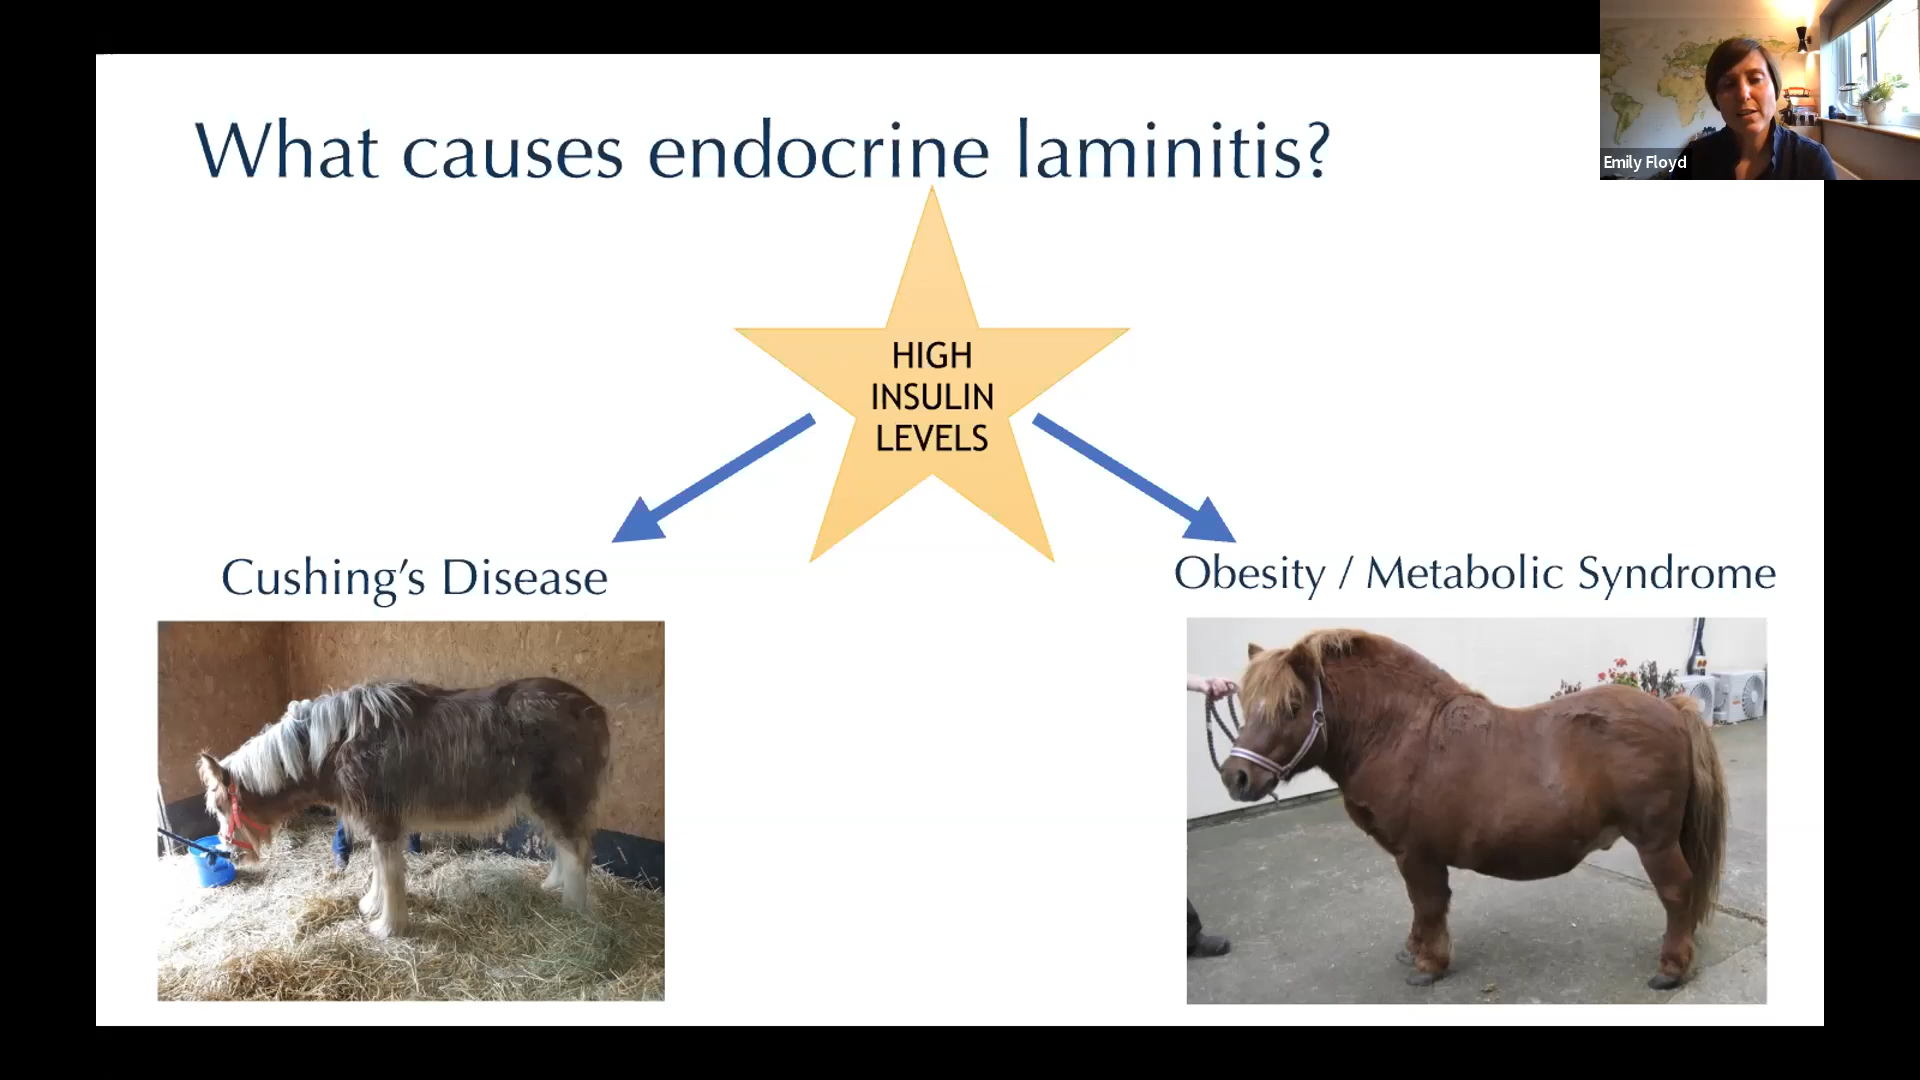 What causes endocrine laminitis?
Emily Floyd
HIGH
INSULIN
LEVELS
Cushing's Disease
Obesity / Metabolic Syndrome